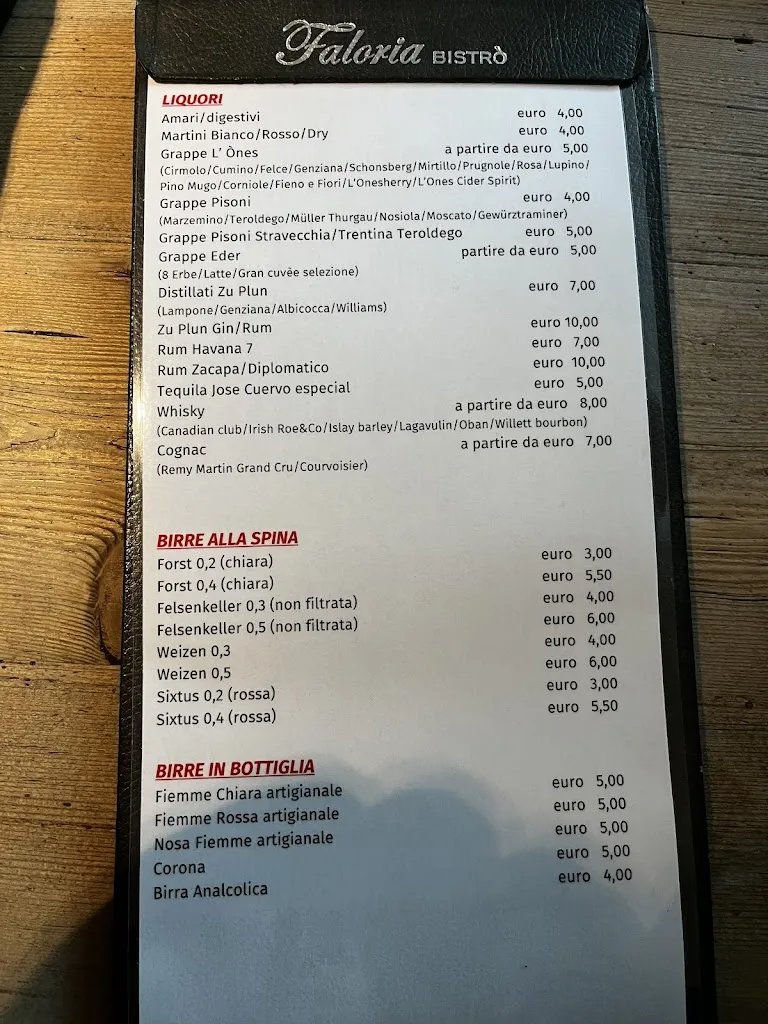 Faloria BISTRÒ
LIQUORI
Amari/digestivi euro 4,00
Martini Bianco/Rosso/Dry euro 4,00
Grappe L' Ònes a partire da euro 5,00
(Cirmolo/Cumino/Felce/Genziana/Schonsberg/Mirtillo/Prugnole/Rosa/Lupino/
Pino Mugo/Corniole/Fieno e Fiori/L'Onesherry/L'Ones Cider Spirit)
Grappe Pisoni euro 4,00
(Marzemino/Teroldego/Müller Thurgau/Nosiola/Moscato/Gewürztraminer)
Grappe Pisoni Stravecchia/Trentina Teroldego euro 5,00
Grappe Eder partire da euro 5,00
(8 Erbe/Latte/Gran cuvèe selezione)
Distillati Zu Plun euro 7,00
(Lampone/Genziana/Albicocca/Williams)
Zu Plun Gin/Rum euro 10,00
Rum Havana 7 euro 7,00
Rum Zacapa/Diplomatico euro 10,00
Tequila Jose Cuervo especial euro 5,00
Whisky a partire da euro 8,00
(Canadian club/Irish Roe&Co/Islay barley/Lagavulin/Oban/Willett bourbon)
Cognac a partire da euro 7,00
(Remy Martin Grand Cru/Courvoisier)
BIRRE ALLA SPINA
Forst 0,2 (chiara) euro 3,00
Forst 0,4 (chiara) euro 5,50
Felsenkeller 0,3 (non filtrata) euro 4,00
Felsenkeller 0,5 (non filtrata) euro 6,00
Weizen 0,3 euro 4,00
Weizen 0,5 euro 6,00
Sixtus 0,2 (rossa) euro 3,00
Sixtus 0,4 (rossa) euro 5,50
BIRRE IN BOTTIGLIA
Fiemme Chiara artigianale euro 5,00
Fiemme Rossa artigianale euro 5,00
Nosa Fiemme artigianale euro 5,00
Corona euro 5,00
Birra Analcolica euro 4,00